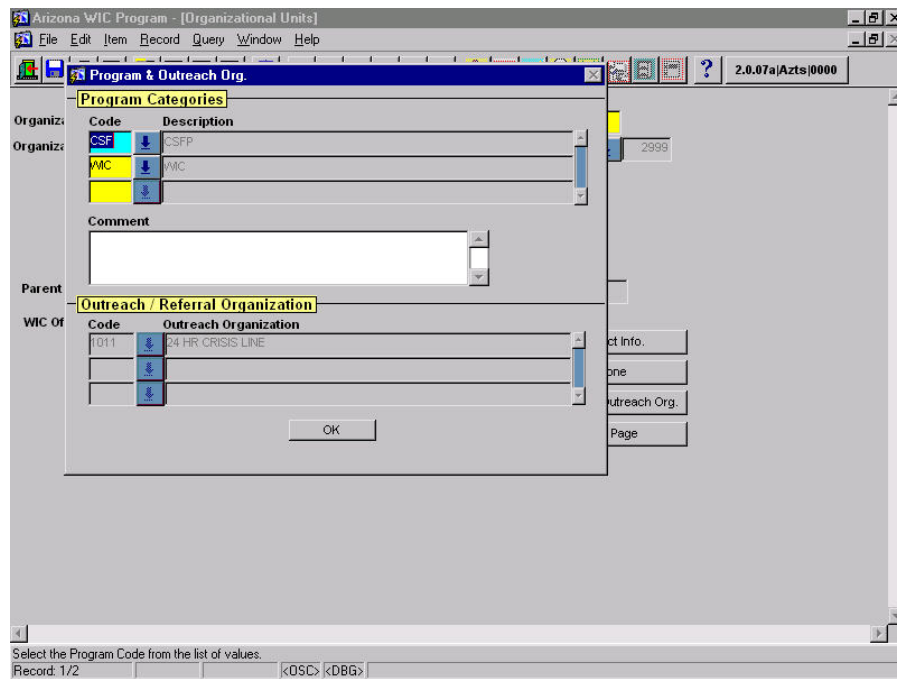 Arizona WIC Program - [Organizational Units]
File Edit Item Record Query Window Help
Program & Outreach Org.
? 2.0.07a|Azts|0000
Program Categories
Code Description
CSF CSFP
WIC WIC
Comment
Outreach / Referral Organization
Code Outreach Organization
1011 24 HR CRISIS LINE
OK
Organiza
Organiza 2999
Parent
WIC Of
ct Info.
one
utreach Org.
Page
Select the Program Code from the list of values.
Record: 1/2 <OSC> <DBG>